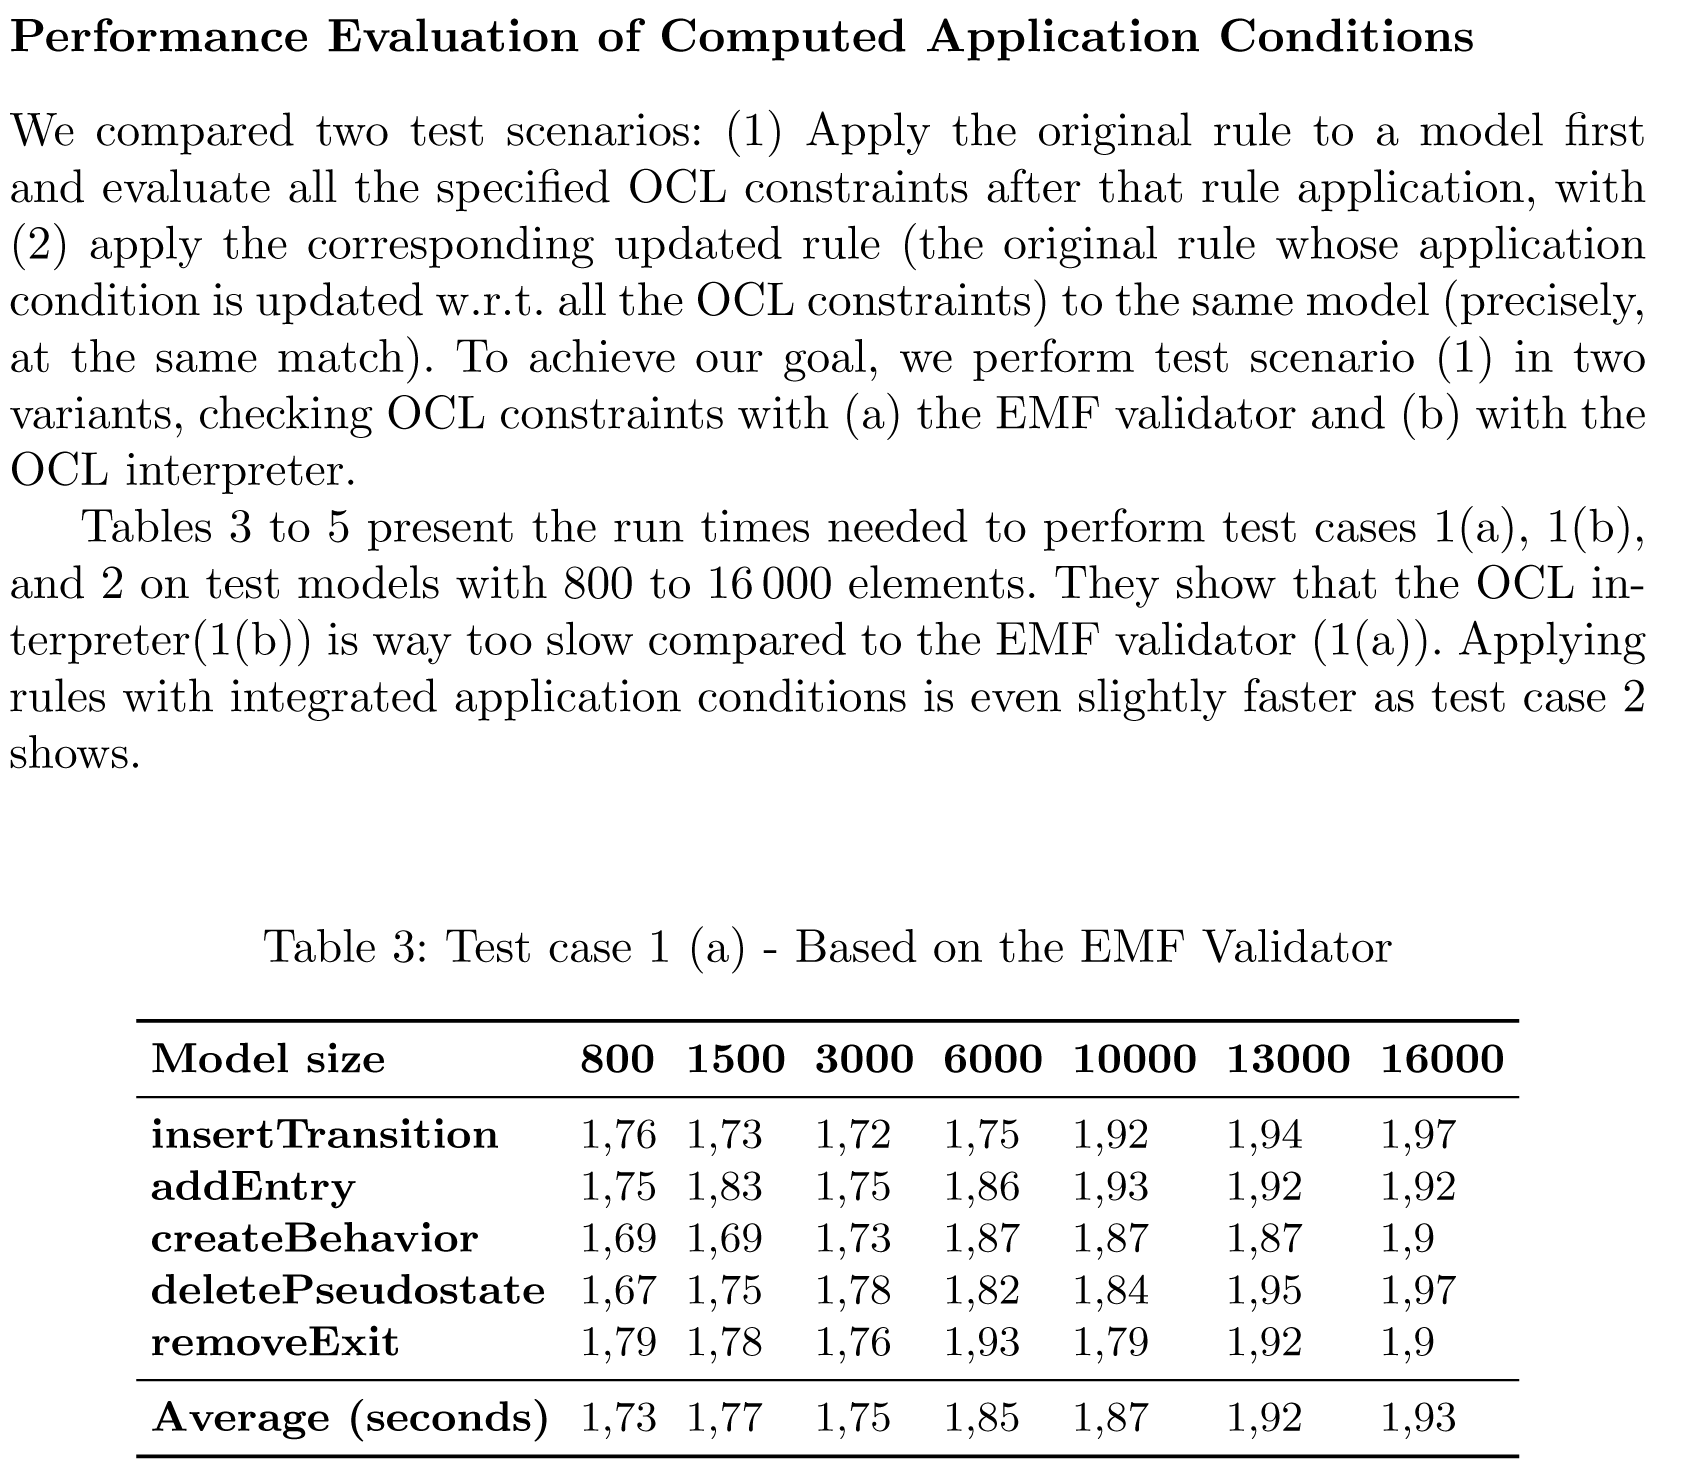 Performance Evaluation of Computed Application Conditions
We compared two test scenarios: (1) Apply the original rule to a model first
and evaluate all the specified OCL constraints after that rule application, with
(2) apply the corresponding updated rule (the original rule whose application
condition is updated w.r.t. all the OCL constraints) to the same model (precisely,
at the same match). To achieve our goal, we perform test scenario (1) in two
variants, checking OCL constraints with (a) the EMF validator and (b) with the
OCL interpreter.
Tables 3 to 5 present the run times needed to perform test cases 1(a), 1(b),
and 2 on test models with 800 to 16 000 elements. They show that the OCL in-
terpreter(1(b)) is way too slow compared to the EMF validator (1(a)). Applying
rules with integrated application conditions is even slightly faster as test case 2
shows.
Table 3: Test case 1 (a) - Based on the EMF Validator
Model size 800 1500 3000 6000 10000 13000 16000
insertTransition 1,76 1,73 1,72 1,75 1,92 1,94 1,97
addEntry 1,75 1,83 1,75 1,86 1,93 1,92 1,92
createBehavior 1,69 1,69 1,73 1,87 1,87 1,87 1,9
deletePseudostate 1,67 1,75 1,78 1,82 1,84 1,95 1,97
removeExit 1,79 1,78 1,76 1,93 1,79 1,92 1,9
Average (seconds) 1,73 1,77 1,75 1,85 1,87 1,92 1,93